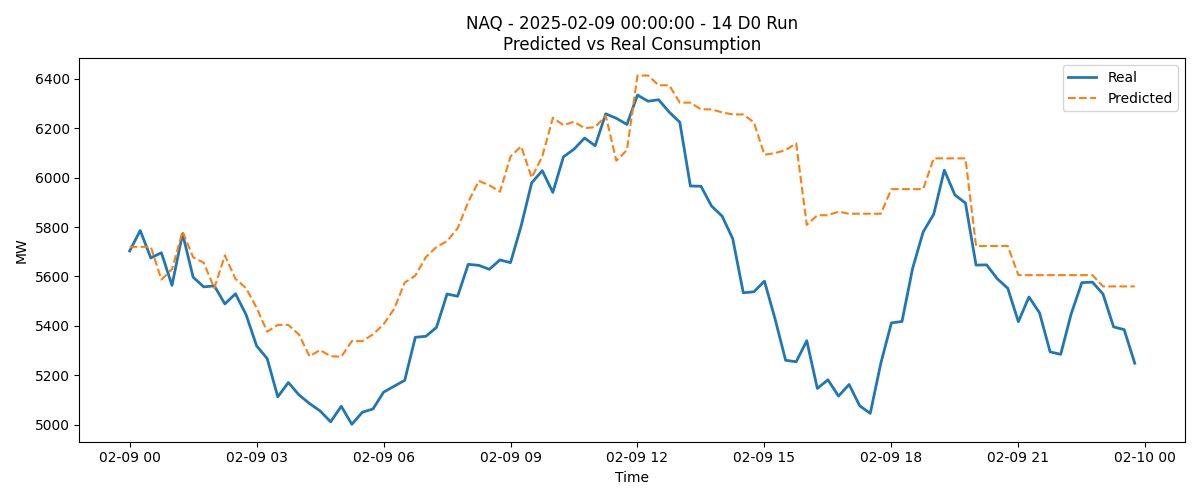 NAQ - 2025-02-09 00:00:00 - 14 D0 Run
Predicted vs Real Consumption
Real
Predicted
MW
6400
6200
6000
5800
5600
5400
5200
5000
02-09 00
02-09 03
02-09 06
02-09 09
02-09 12
02-09 15
02-09 18
02-09 21
02-10 00
Time